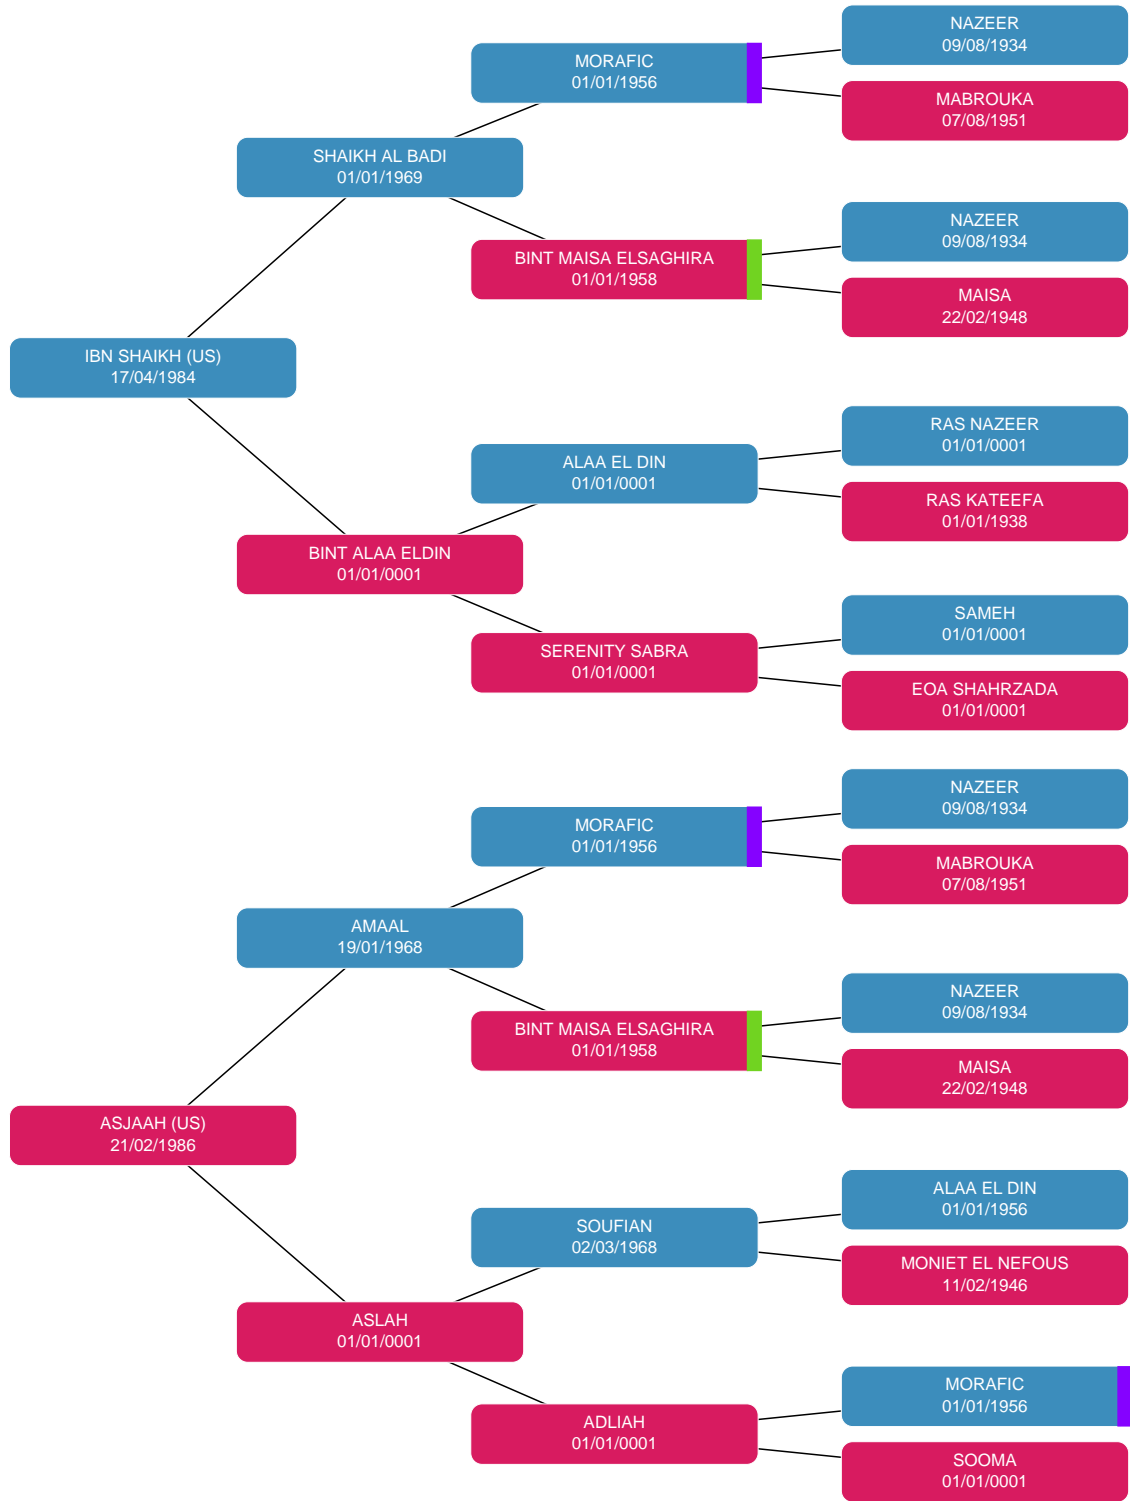 NAZEER
09/08/1934
MORAFIC
01/01/1956
MABROUKA
07/08/1951
SHAIKH AL BADI
01/01/1969
NAZEER
09/08/1934
BINT MAISA ELSAGHIRA
01/01/1958
MAISA
22/02/1948
IBN SHAIKH (US)
17/04/1984
RAS NAZEER
01/01/0001
ALAA EL DIN
01/01/0001
RAS KATEEFA
01/01/1938
BINT ALAA ELDIN
01/01/0001
SAMEH
01/01/0001
SERENITY SABRA
01/01/0001
EOA SHAHRZADA
01/01/0001
NAZEER
09/08/1934
MORAFIC
01/01/1956
MABROUKA
07/08/1951
AMAAL
19/01/1968
NAZEER
09/08/1934
BINT MAISA ELSAGHIRA
01/01/1958
MAISA
22/02/1948
ASJAAH (US)
21/02/1986
ALAA EL DIN
01/01/1956
SOUFIAN
02/03/1968
MONIET EL NEFOUS
11/02/1946
ASLAH
01/01/0001
MORAFIC
01/01/1956
ADLIAH
01/01/0001
SOOMA
01/01/0001